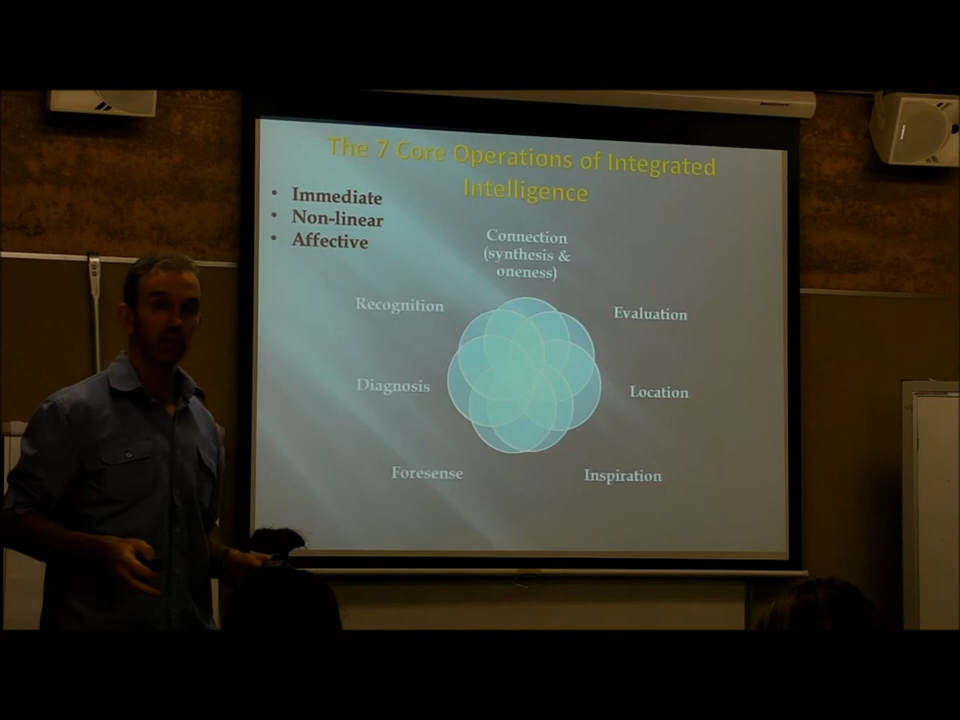 The 7 Core Operations of Integrated
Intelligence
• Immediate
• Non-linear
• Affective
Connection
(synthesis &
oneness)
Recognition
Evaluation
Diagnosis
Location
Foresense
Inspiration